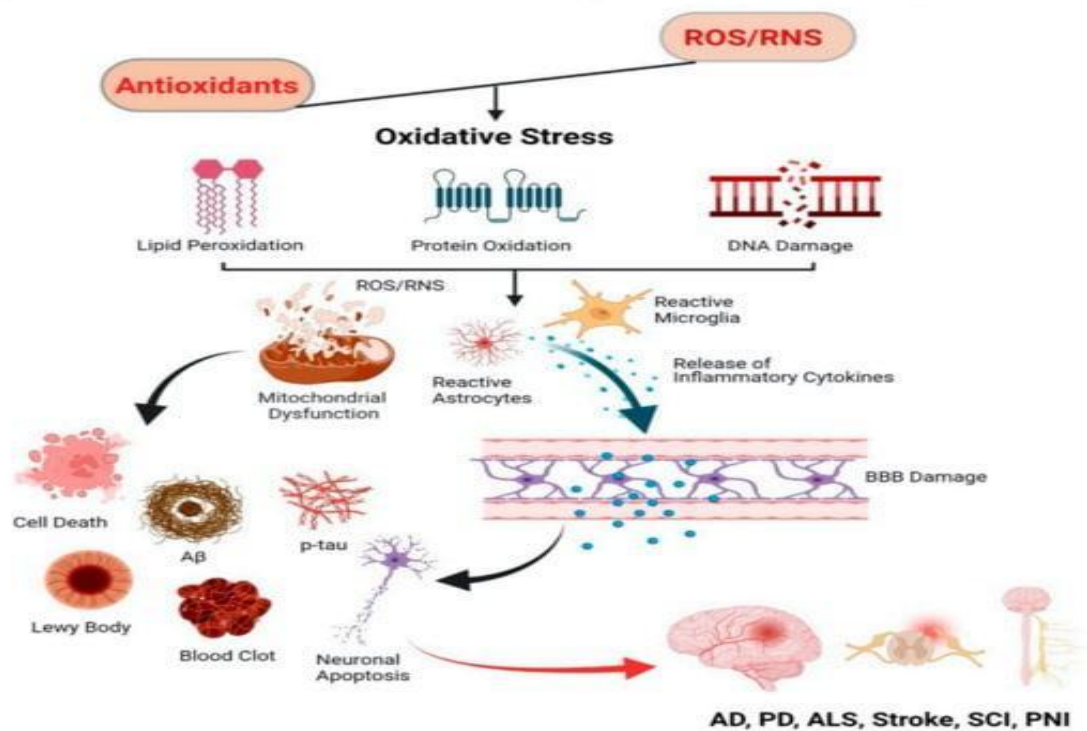 ROS/RNS
Antioxidants
Oxidative Stress
Lipid Peroxidation
Protein Oxidation
DNA Damage
ROS/RNS
Reactive
Microglia
Mitochondrial
Dysfunction
Reactive
Astrocytes
Release of
Inflammatory Cytokines
BBB Damage
Cell Death
Aβ
p-tau
Lewy Body
Blood Clot
Neuronal
Apoptosis
AD, PD, ALS, Stroke, SCI, PNI